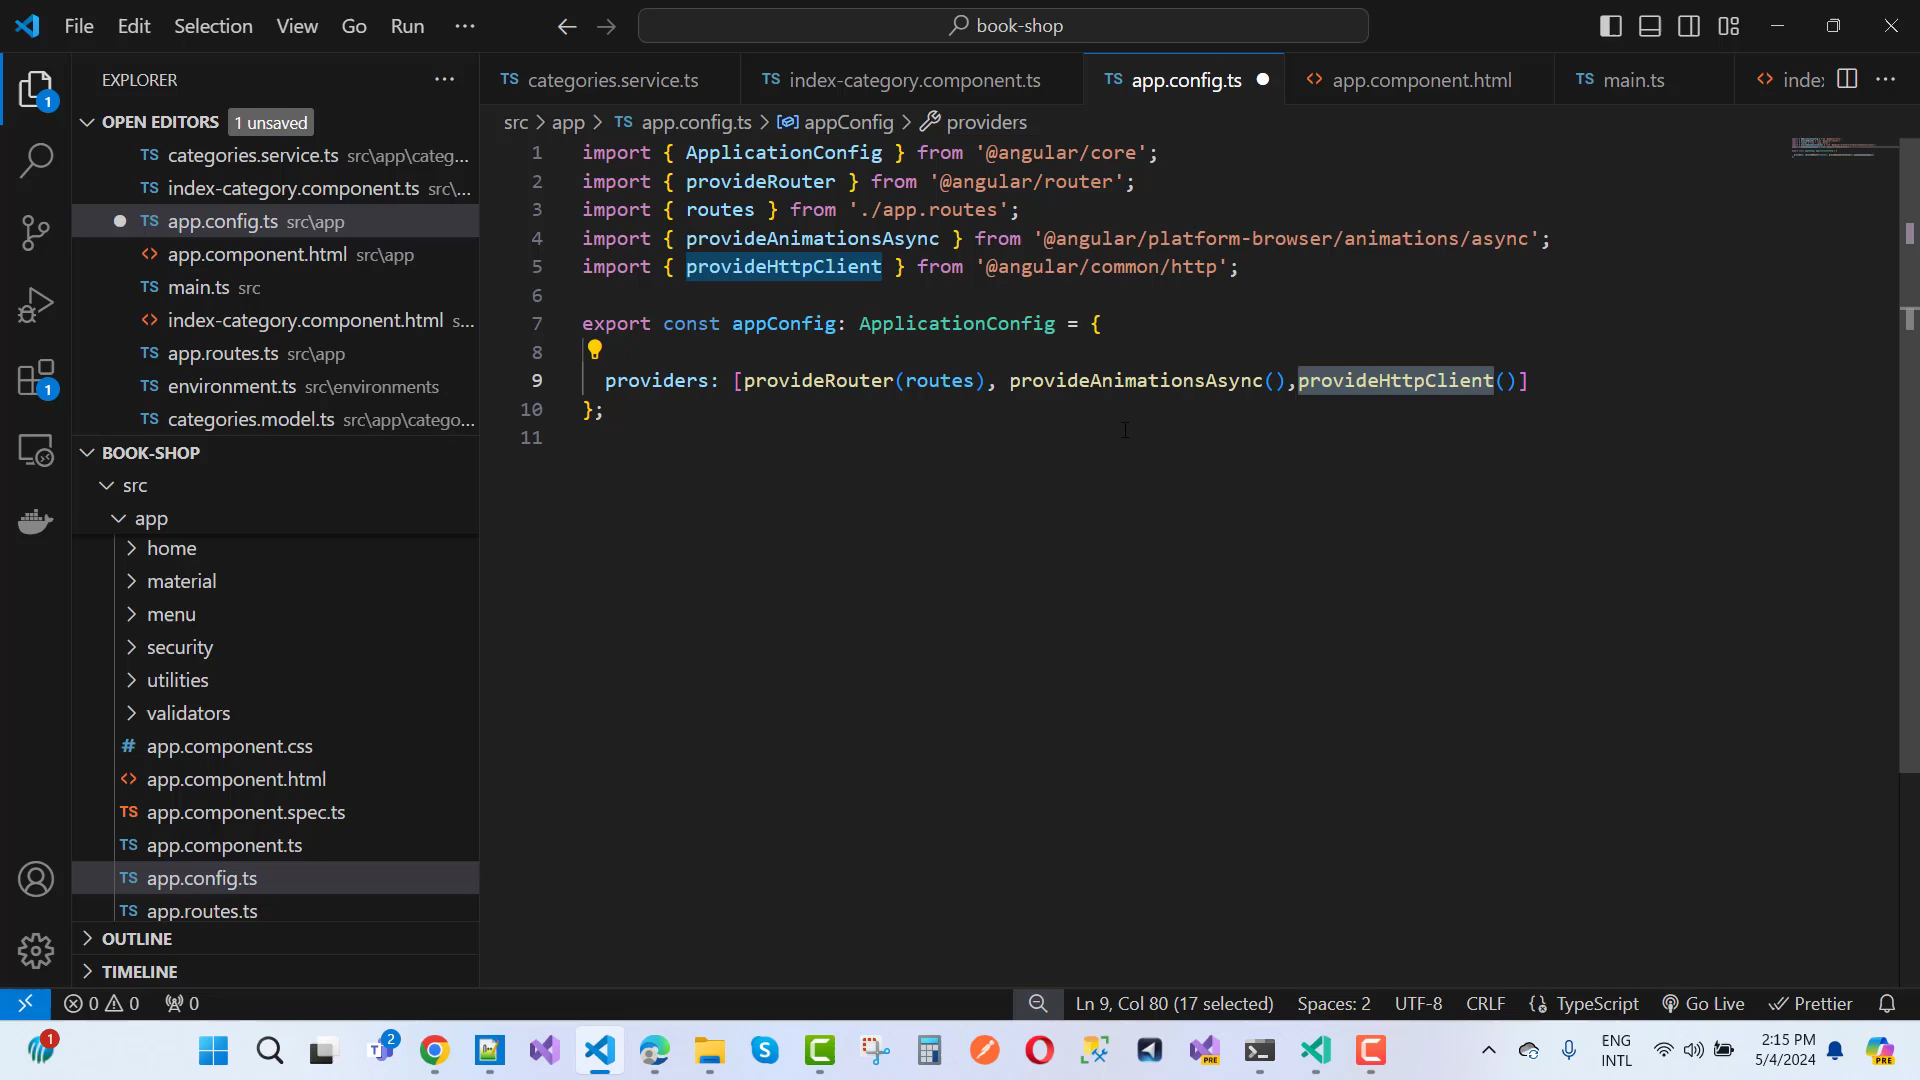 File Edit Selection View Go Run ···
book-shop
EXPLORER ···
OPEN EDITORS 1 unsaved
TS categories.service.ts src\app\categ...
TS index-category.component.ts src\...
TS app.config.ts src\app
app.component.html src\app
TS main.ts src
index-category.component.html s...
TS app.routes.ts src\app
TS environment.ts src\environments
TS categories.model.ts src\app\catego...
BOOK-SHOP
src
app
home
material
menu
security
utilities
validators
# app.component.css
<> app.component.html
TS app.component.spec.ts
TS app.component.ts
TS app.config.ts
TS app.routes.ts
OUTLINE
TIMELINE
TS categories.service.ts TS index-category.component.ts TS app.config.ts <> app.component.html TS main.ts <> index ···
src > app > TS app.config.ts > appConfig > providers
1 import { ApplicationConfig } from '@angular/core';
2 import { provideRouter } from '@angular/router';
3 import { routes } from './app.routes';
4 import { provideAnimationsAsync } from '@angular/platform-browser/animations/async';
5 import { provideHttpClient } from '@angular/common/http';
6
7 export const appConfig: ApplicationConfig = {
8
9 providers: [provideRouter(routes), provideAnimationsAsync(),provideHttpClient()]
10 };
11
1
1
0 0 0 Ln 9, Col 80 (17 selected) Spaces: 2 UTF-8 CRLF {} TypeScript Go Live Prettier
1 2 PRE PRE
ENG
INTL
2:15 PM
5/4/2024